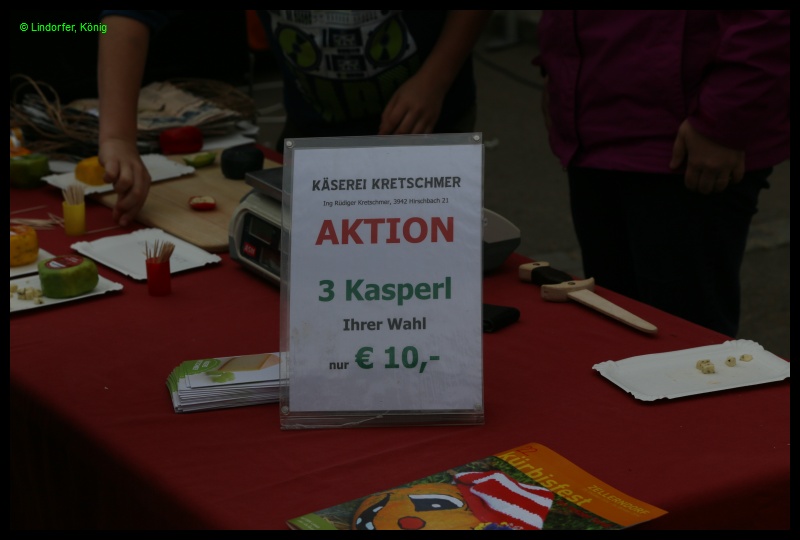 © Lindorfer, König
KÄSEREI KRETSCHMER
Ing Rüdiger Kretschmer, 3942 Hirschbach 21
AKTION
3 Kasperl
Ihrer Wahl
nur € 10,-
kürbisfest
ZELLERNDORF